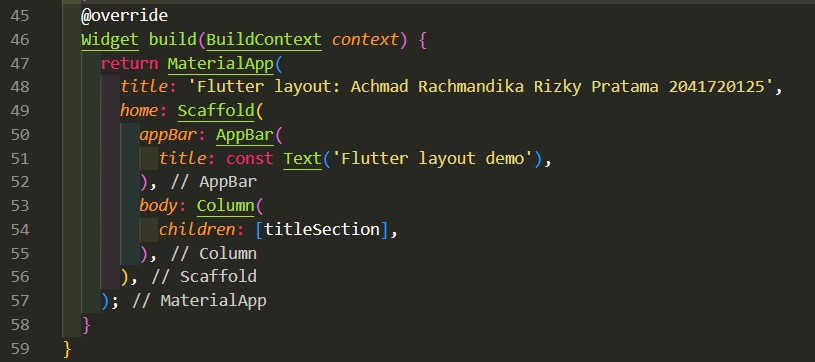 45 @override
46 Widget build(BuildContext context) {
47 return MaterialApp(
48 title: 'Flutter layout: Achmad Rachmandika Rizky Pratama 2041720125',
49 home: Scaffold(
50 appBar: AppBar(
51 title: const Text('Flutter layout demo'),
52 ), // AppBar
53 body: Column(
54 children: [titleSection],
55 ), // Column
56 ), // Scaffold
57 ); // MaterialApp
58 }
59 }